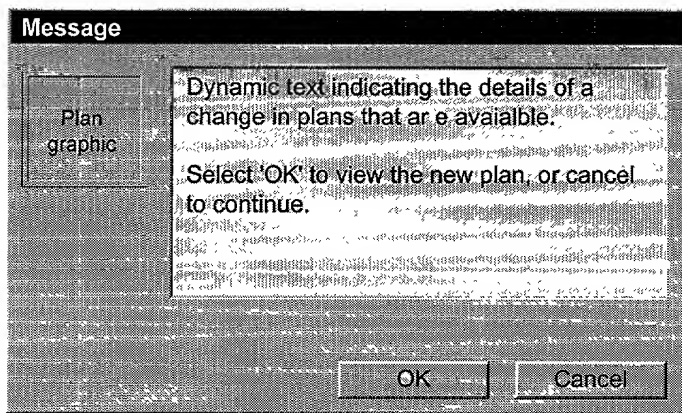 Message
Plan
graphic
Dynamic text indicating the details of a
change in plans that ar e avaialble.
Select 'OK' to view the new plan, or cancel
to continue.
OK
Cancel